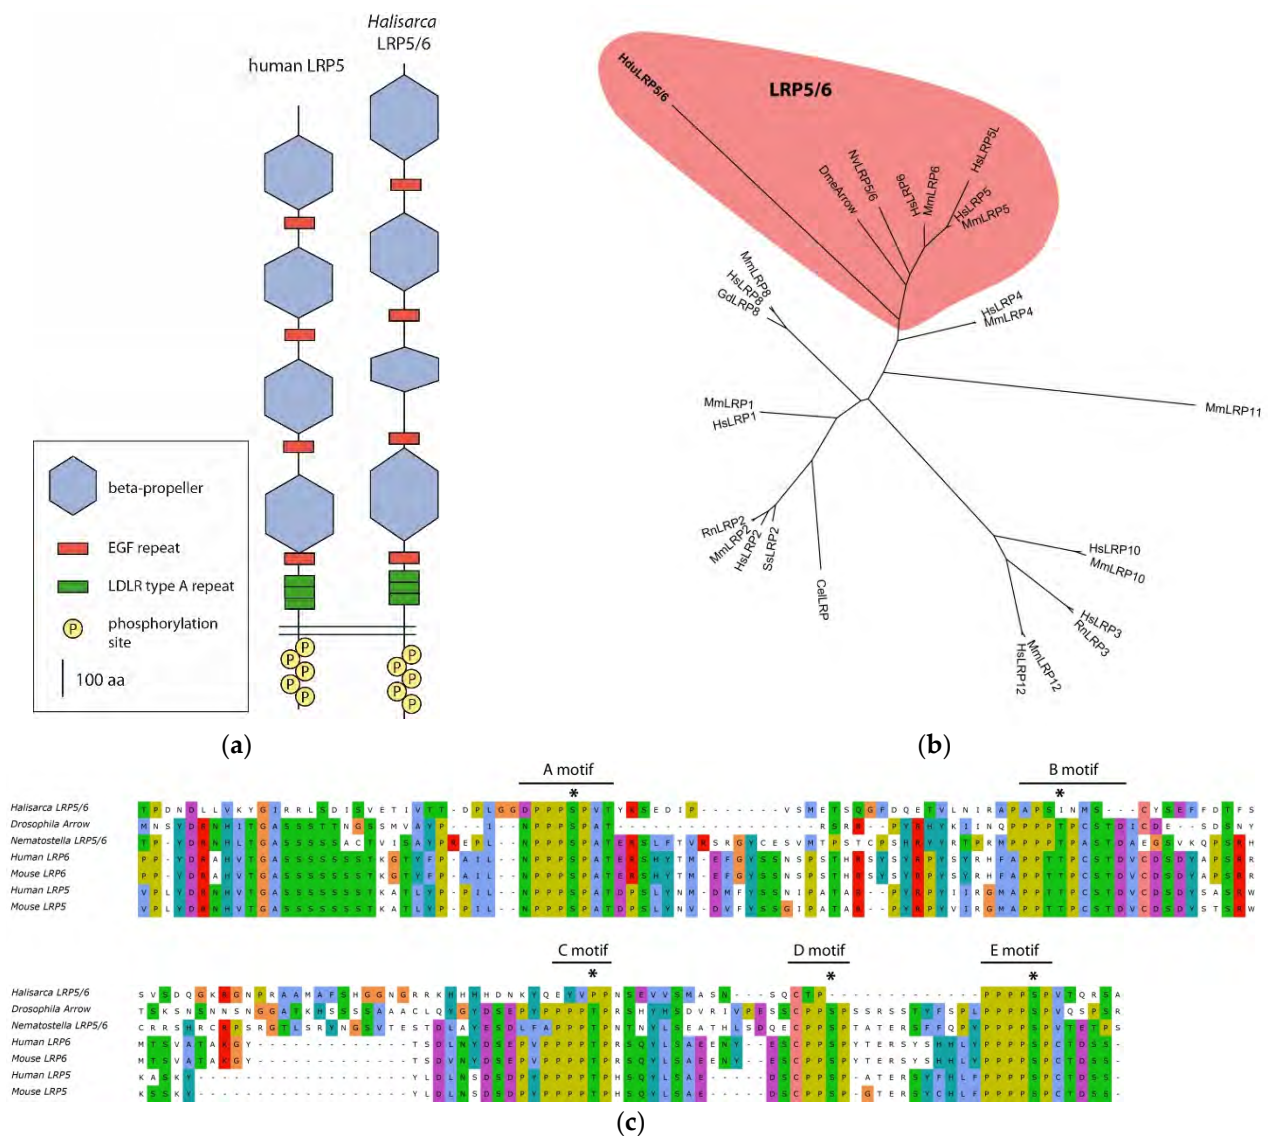 human LRP5
Halisarca
LRP5/6
beta-propeller
EGF repeat
LDLR type A repeat
P phosphorylation
site
100 aa
P
P
P
P
P
P
P
P
P
P
(a)
LRP5/6
HduLRP5/6
DmeArrow
NvLRP5/6
HsLRP6
MmLRP6
HsLRP5L
HsLRP5
MmLRP5
MmLRP8
HsLRP8
GdLRP8
HsLRP4
MmLRP4
MmLRP11
MmLRP1
HsLRP1
RnLRP2
MmLRP2
HsLRP2
SsLRP2
CelLRP
HsLRP10
MmLRP10
HsLRP3
RnLRP3
MmLRP12
HsLRP12
(b)
A motif B motif
* *
Halisarca LRP5/6 T P D N D L L V K Y G I R R L S D I S V E T I V T T - D P L G G D P P P S P V T Y R S E D I P - - - - - - - V S M E T S Q G F D Q E T V L N I R A P A P S I N M S - - C Y S E F F D T F S
Drosophila Arrow M N S Y D R N H I T G A S S S T T N G S S M V A Y P - - I - - N P P P S P A T - - - - - - - - - - - - - - - - - R S R R - P Y R H Y K I I N Q P P P P T P C S T D I C D E - S D S N Y
Nematostella LRP5/6 T P - Y D R N H L T G A S S S S S A C T V I S A Y P R E P L - - N P P P S P A T E R S L F T V R S R G Y C E S V M T P S T C P S H R Y Y R T P R H P P P P T P A S T D A E G S V K Q P S R H
Human LRP6 P P - Y D R A H V T G A S S S S S S T K G T Y F P - A I L - N P P P S P A T E R S H Y T M - E F G Y S S N S P S T H R S Y S Y R P Y S Y R H F A P P T T P C S T D V C D S D Y A P S R R
Mouse LRP6 P P - Y D R A H V T G A S S S S S S T K G T Y F P - A I L - N P P P S P A T E R S H Y T M - E F G Y S S N S P S T H R S Y S Y R P Y S Y R H F A P P T T P C S T D V C D S D Y A P S R R
Human LRP5 V P L Y D R N H V T G A S S S S S S S T K A T L Y P - P I L - N P P P S P A T D P S L Y N M - D M F Y S S N I P A T A R - P Y R P Y I I R G M A P P T T P C S T D V C D S D Y S A S R W
Mouse LRP5 V P L Y D R N H V T G A S S S S S S S T K A T L Y P - P I L - N P P P S P A T D P S L Y N V - D V F Y S S G I P A T A R - P Y R P Y V I R G M A P P T T P C S T D V C D S D Y S T S R W
C motif D motif E motif
* * *
Halisarca LRP5/6 S V S D Q G K R G N P R A A M A F S H G G N G R R K H H H H D N K Y Q E Y V P P N S E V V S M A S N - - - S Q C T P - - - - - - - - - - - - - P P P P S P V T Q R S A
Drosophila Arrow T S K S N S N N S N G G A T K H S S S S A A A C L Q Y G Y D S E P Y P P P P T P R S H Y H S D V R I V P E S S C P P S P S S R S S T Y F S P L P P P P S P V Q S P S R
Nematostella LRP5/6 C R R S H R C R P S R G T L S R Y N G S V T E S T D L A Y E S D L F A P P P T P N T N Y L S E A T H L S D Q E C P P S P T A T E R S F F Q P Y P P P P S P V T E T P S
Human LRP6 M T S V A T A K G Y - - - - - - - - - - - - - T S D L N Y D S E P V P P P P T P R S Q Y L S A E E N Y - - E S C P P S P Y T E R S Y S H H L Y P P P P S P C T D S S -
Mouse LRP6 M T S V A T A K G Y - - - - - - - - - - - - - T S D V N Y D S E P V P P P P T P R S Q Y L S A E E N Y - - E S C P P S P Y T E R S Y S H H L Y P P P P S P C T D S S -
Human LRP5 K A S K Y - - - - - - - - - - - - - - - - - - Y L D L N S D S D P Y P P P P T P H S Q Y L S A E - - - - - D S C P P S P - A T E R S Y F H L F P P P P S P C T D S S -
Mouse LRP5 K S S K Y - - - - - - - - - - - - - - - - - - Y L D L N S D S D P Y P P P P T P H S Q Y L S A E - - - - - D S C P P S P - G T E R S Y C H L F P P P P S P C T D S S -
(c)